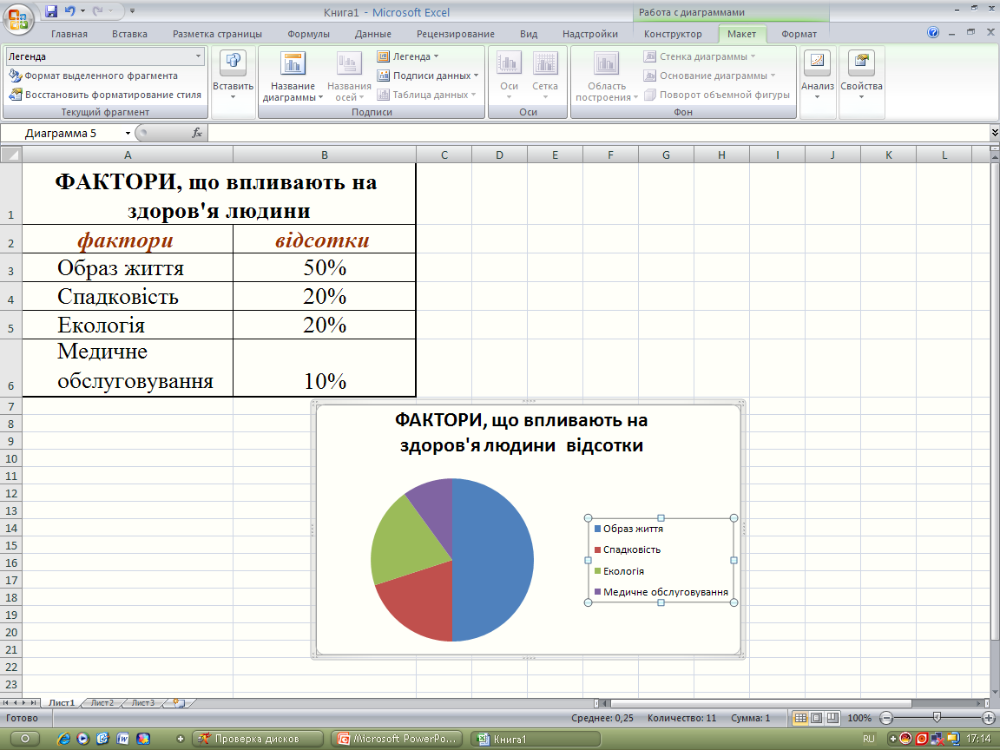 Книга1 - Microsoft Excel
Работа с диаграммами
Главная Вставка Разметка страницы Формулы Данные Рецензирование Вид Надстройки Конструктор Макет Формат
Легенда
Формат выделенного фрагмента
Восстановить форматирование стиля
Текущий фрагмент
Вставить
Название диаграммы
Названия осей
Легенда
Подписи данных
Таблица данных
Подписи
Оси
Сетка
Оси
Область построения
Стенка диаграммы
Основание диаграммы
Поворот объемной фигуры
Фон
Анализ
Свойства
Диаграмма 5
fx
A B C D E F G H I J K L
1 ФАКТОРИ, що впливають на
здоров'я людини
2 фактори відсотки
3 Образ життя 50%
4 Спадковість 20%
5 Екологія 20%
Медичне
6 обслуговування 10%
7
8
9
10
11
12
13
14
15
16
17
18
19
20
21
22
23
ФАКТОРИ, що впливають на
здоров'я людини відсотки
Образ життя
Спадковість
Екологія
Медичне обслуговування
Лист1 Лист2 Лист3
Готово
Среднее: 0,25 Количество: 11 Сумма: 1
100%
Проверка дисков
Microsoft PowerPo...
Книга1
RU
17:14